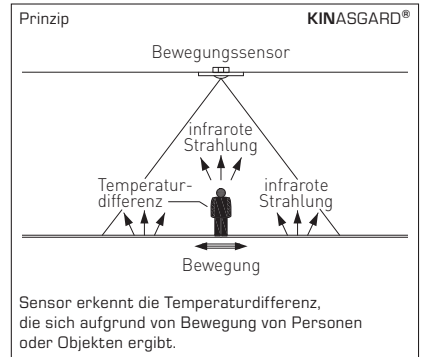 Prinzip KINASGARD®
Bewegungssensor
infrarote
Strahlung
Temperatur-
differenz
infrarote
Strahlung
Bewegung
Sensor erkennt die Temperaturdifferenz,
die sich aufgrund von Bewegung von Personen
oder Objekten ergibt.